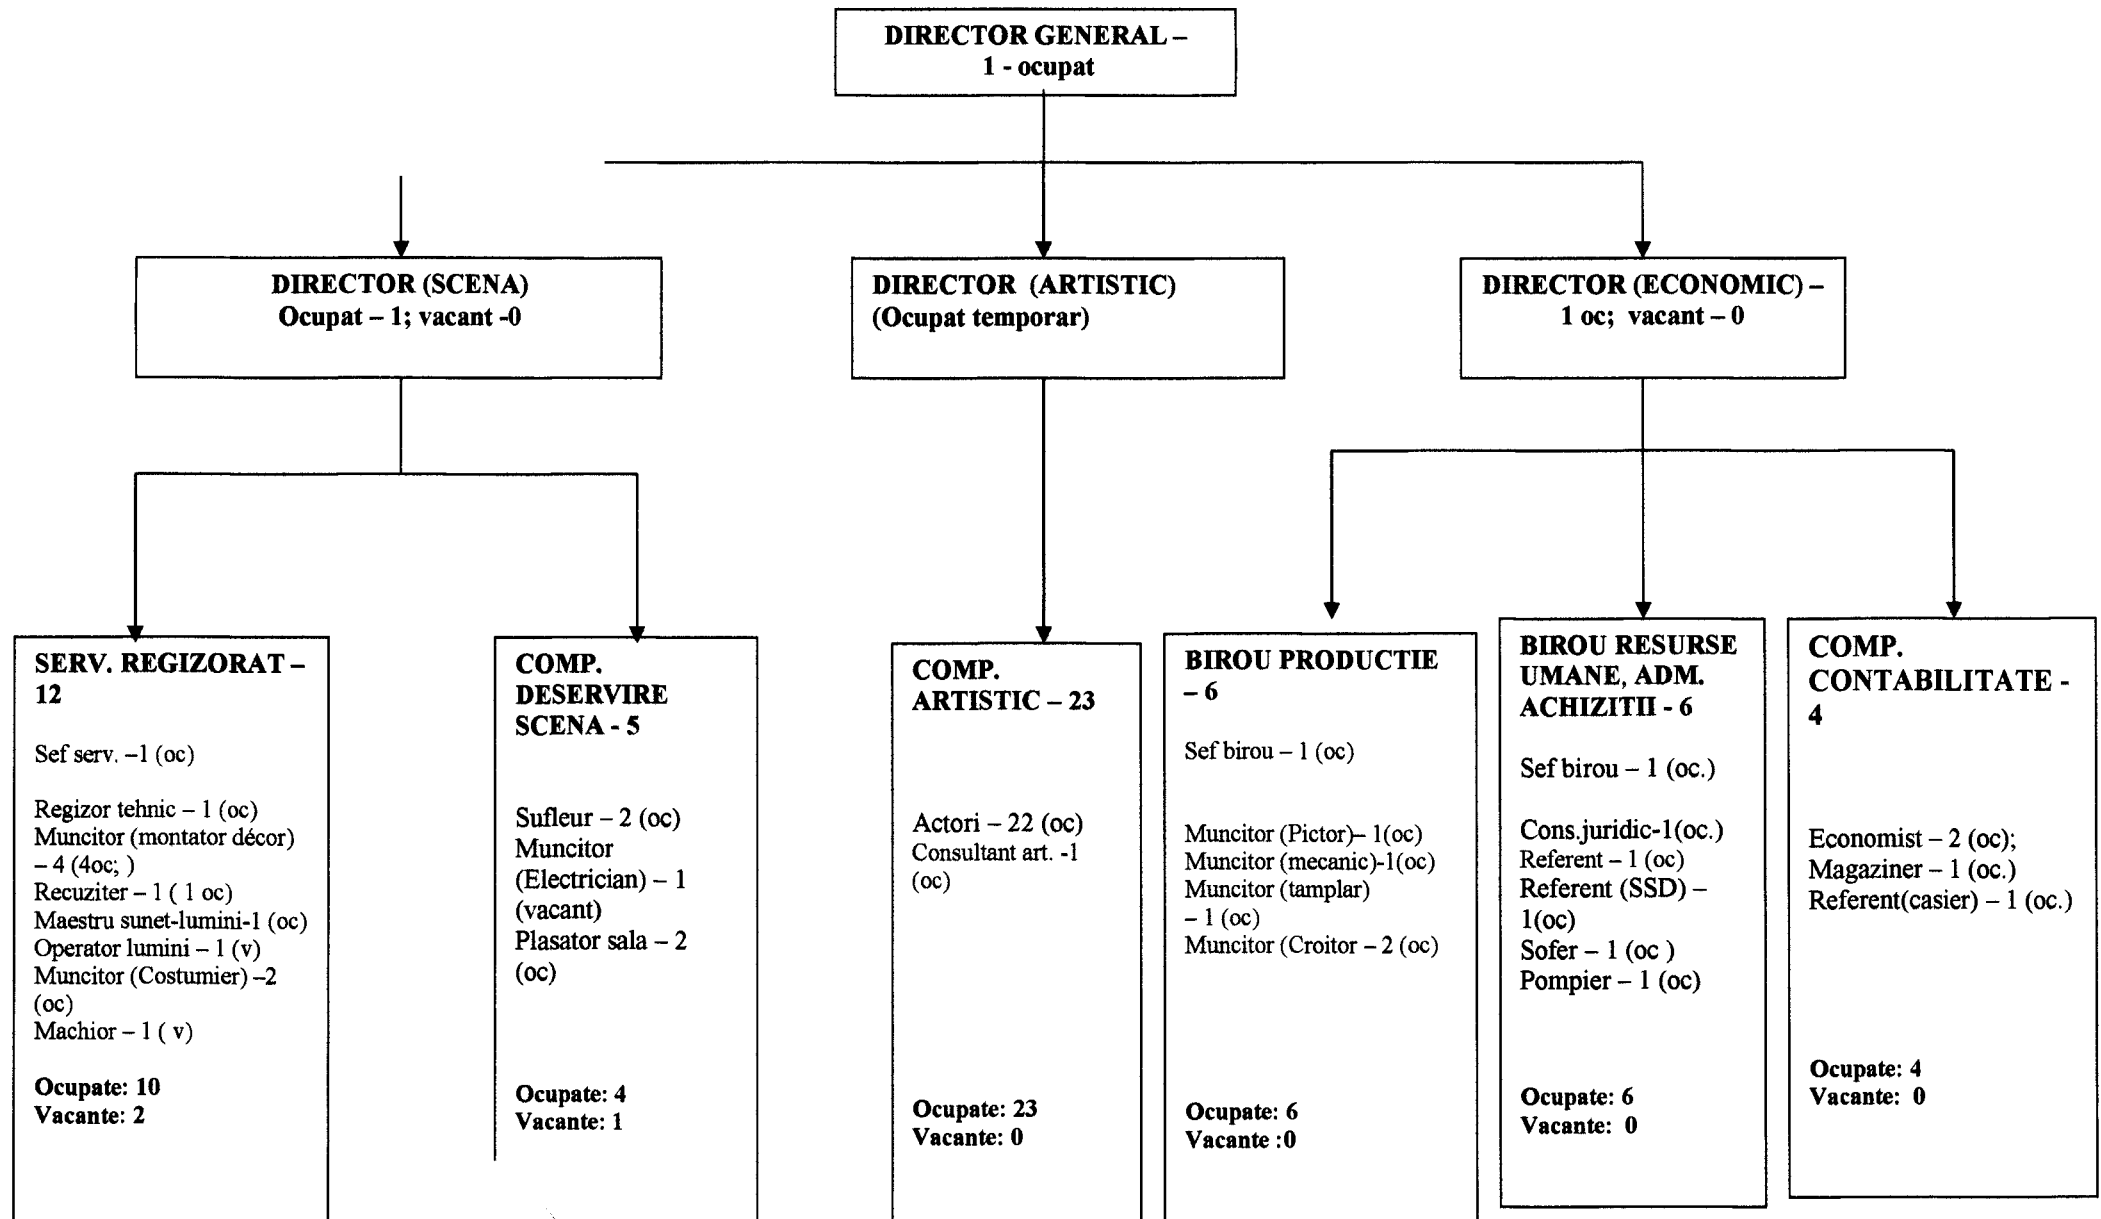 DIRECTOR GENERAL –
1 - ocupat
DIRECTOR (SCENA)
Ocupat – 1; vacant -0
DIRECTOR (ARTISTIC)
(Ocupat temporar)
DIRECTOR (ECONOMIC) –
1 oc; vacant – 0
SERV. REGIZORAT –
12
Sef serv. –1 (oc)
Regizor tehnic – 1 (oc)
Muncitor (montator décor)
– 4 (4oc; )
Recuziter – 1 ( 1 oc)
Maestru sunet-lumini-1 (oc)
Operator lumini – 1 (v)
Muncitor (Costumier) –2
(oc)
Machior – 1 ( v)
Ocupate: 10
Vacante: 2
COMP.
DESERVIRE
SCENA - 5
Sufleur – 2 (oc)
Muncitor
(Electrician) – 1
(vacant)
Plasator sala – 2
(oc)
Ocupate: 4
Vacante: 1
COMP.
ARTISTIC – 23
Actori – 22 (oc)
Consultant art. -1
(oc)
Ocupate: 23
Vacante: 0
BIROU PRODUCTIE
– 6
Sef birou – 1 (oc)
Muncitor (Pictor)– 1(oc)
Muncitor (mecanic)-1(oc)
Muncitor (tamplar)
– 1 (oc)
Muncitor (Croitor – 2 (oc)
Ocupate: 6
Vacante :0
BIROU RESURSE
UMANE, ADM.
ACHIZITII - 6
Sef birou – 1 (oc.)
Cons.juridic-1(oc.)
Referent – 1 (oc)
Referent (SSD) –
1(oc)
Sofer – 1 (oc )
Pompier – 1 (oc)
Ocupate: 6
Vacante: 0
COMP.
CONTABILITATE -
4
Economist – 2 (oc);
Magaziner – 1 (oc.)
Referent(casier) – 1 (oc.)
Ocupate: 4
Vacante: 0